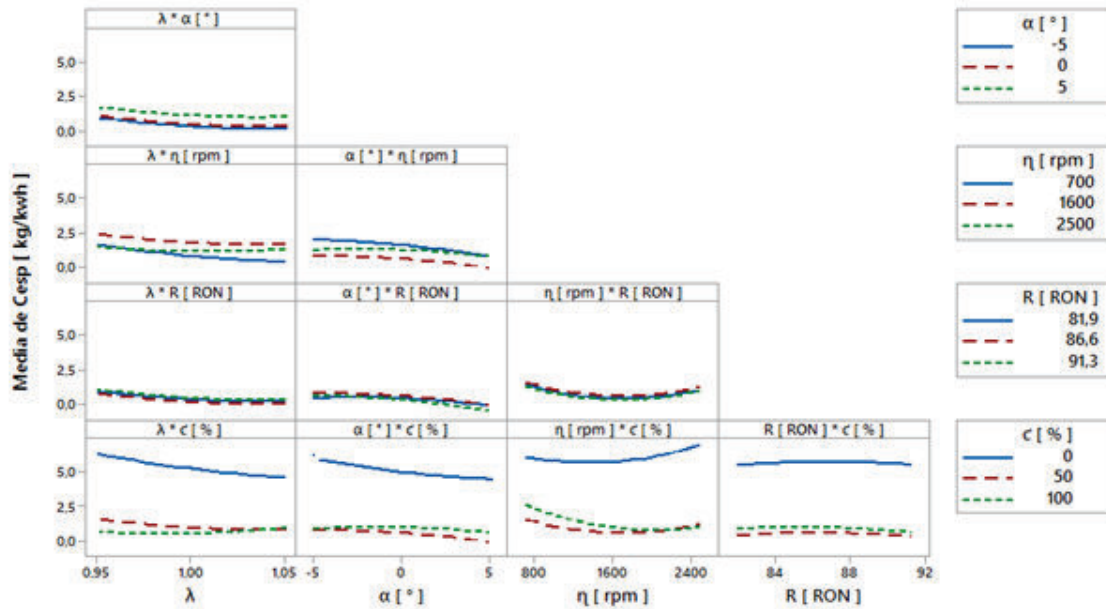 λ * α [ ° ]
α [ ° ]
-5
0
5
5,0
2,5
0,0
λ * η [ rpm ]
α [ ° ] * η [ rpm ]
η [ rpm ]
700
1600
2500
5,0
2,5
0,0
Media de Cesp [ kg/kwh ]
λ * R [ RON ]
α [ ° ] * R [ RON ]
η [ rpm ] * R [ RON ]
R [ RON ]
81,9
86,6
91,3
5,0
2,5
0,0
λ * c [ % ]
α [ ° ] * c [ % ]
η [ rpm ] * c [ % ]
R [ RON ] * c [ % ]
c [ % ]
0
50
100
5,0
2,5
0,0
0.95 1.00 1.05 -5 0 5 800 1600 2400 84 88 92
λ α [ ° ] η [ rpm ] R [ RON ]